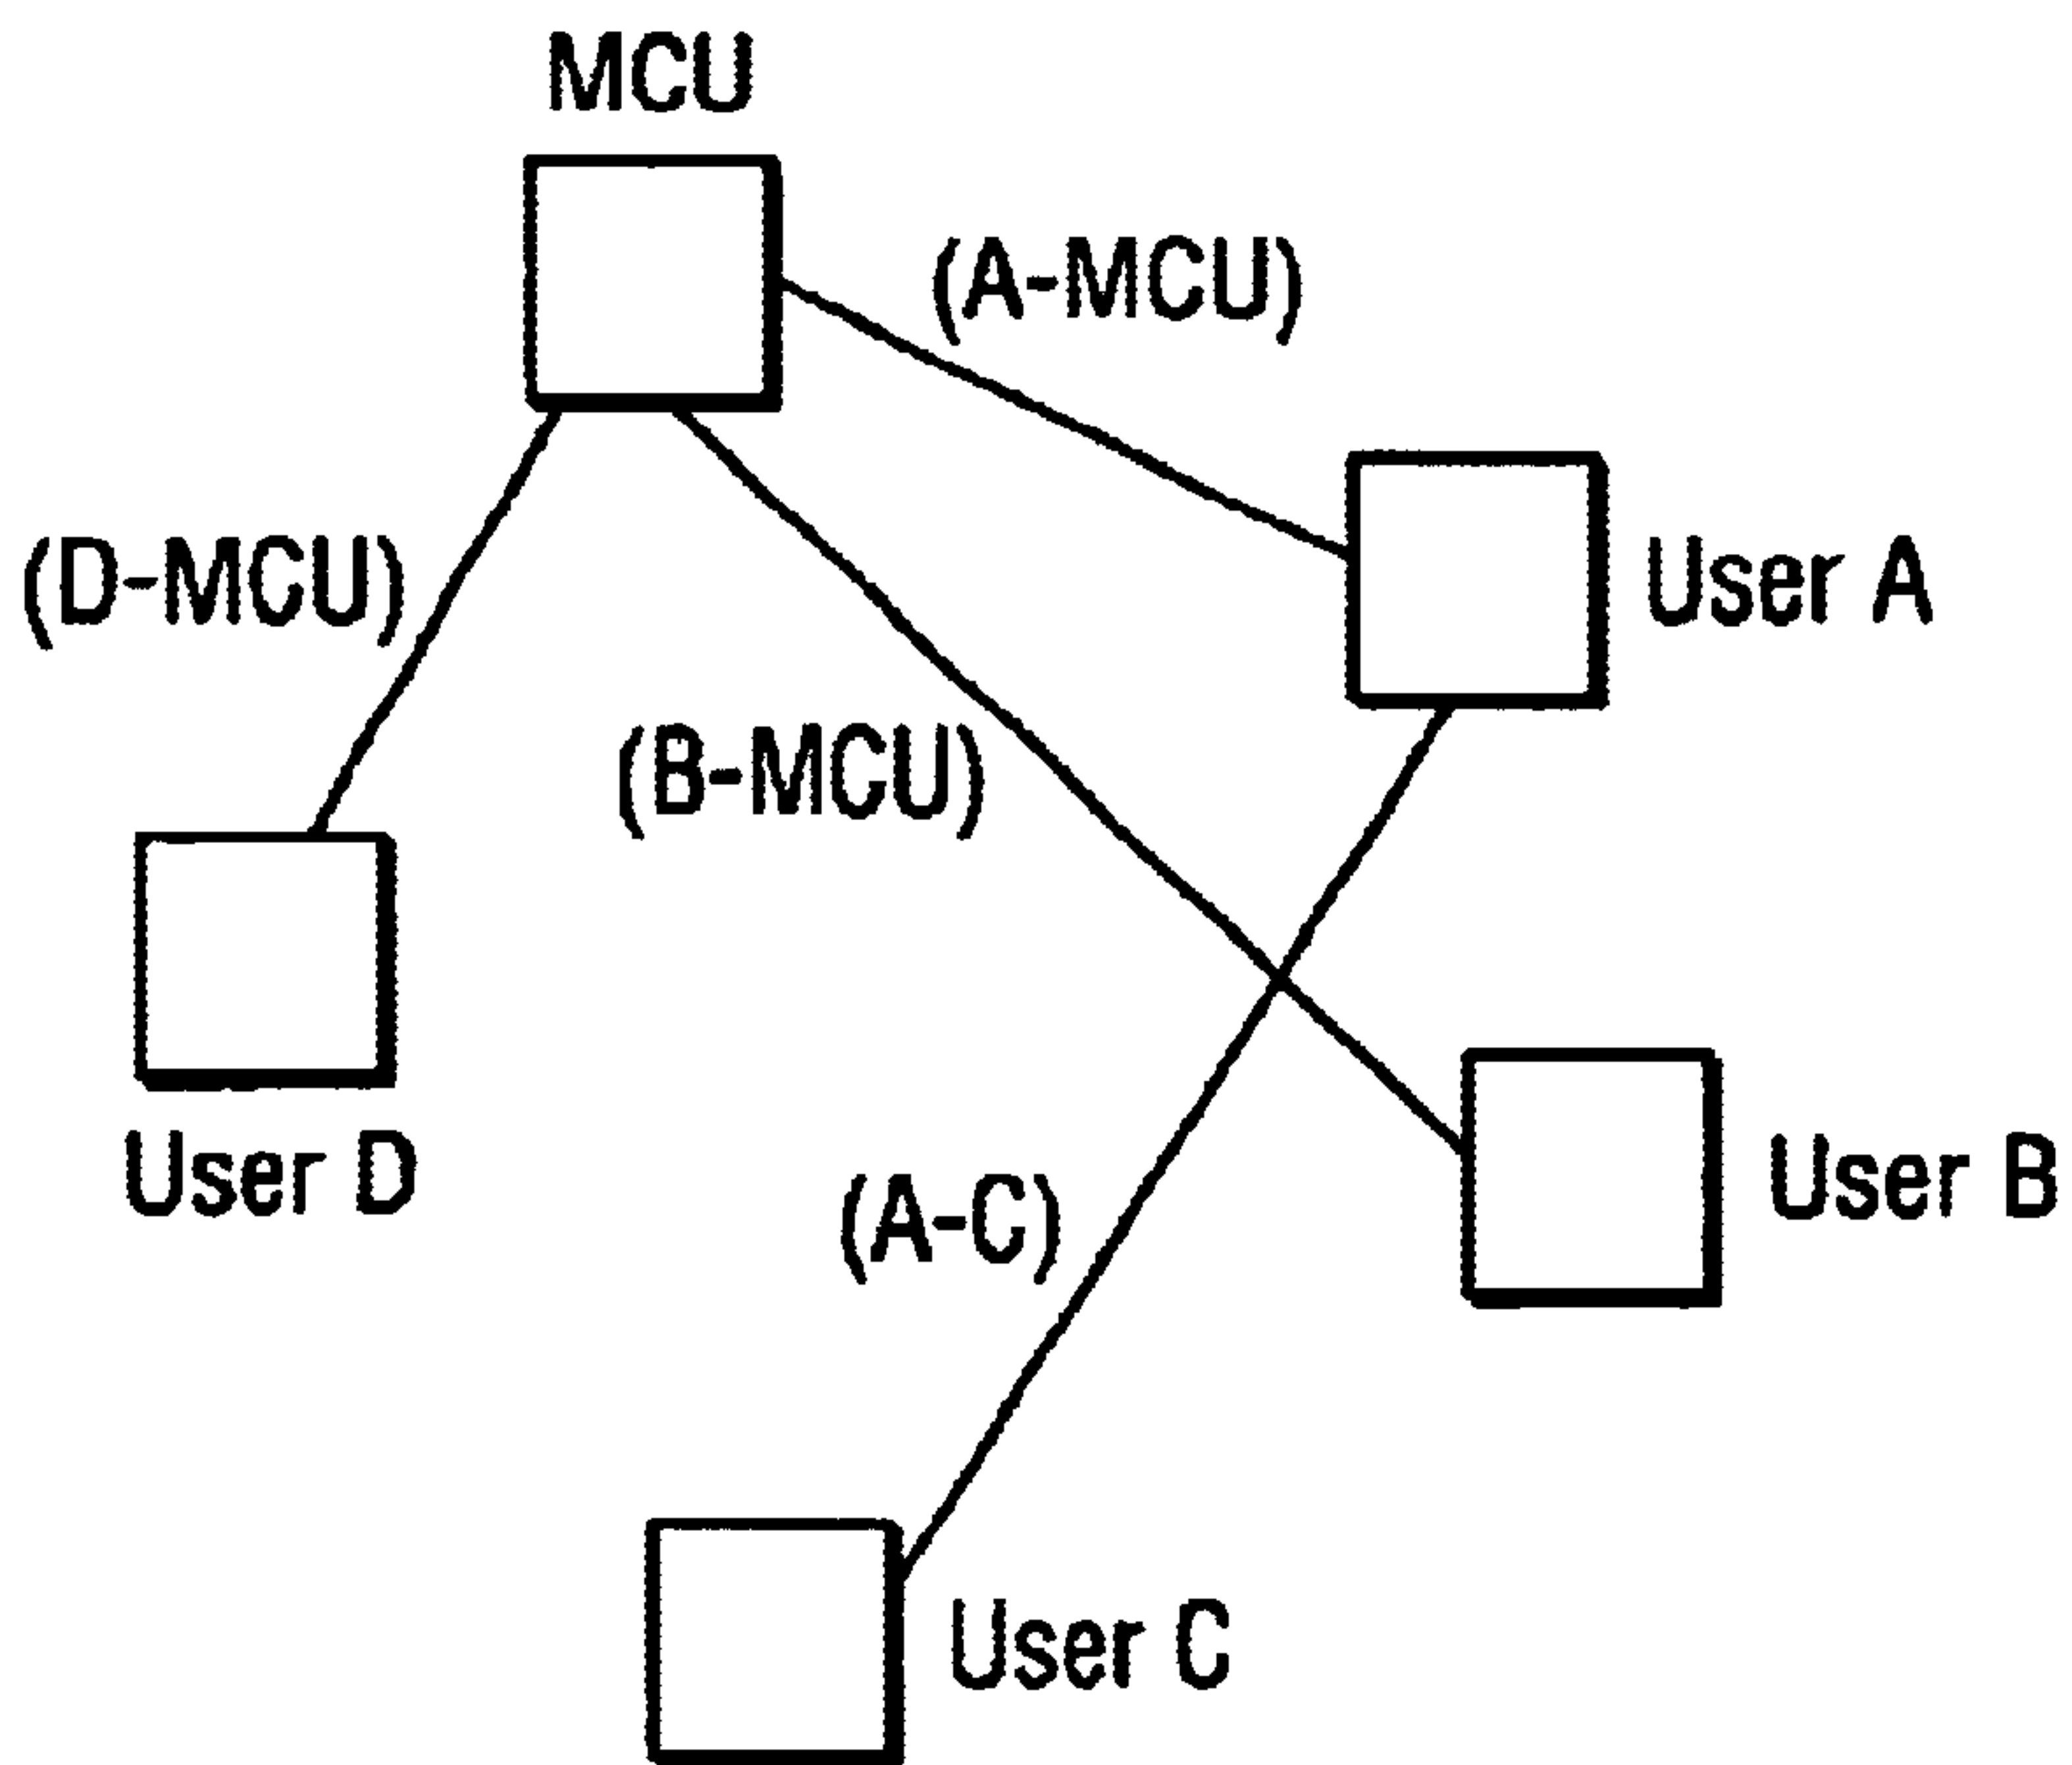 MCU
(A-MCU)
(D-MCU)
User A
(B-MCU)
User D
User B
(A-C)
User C